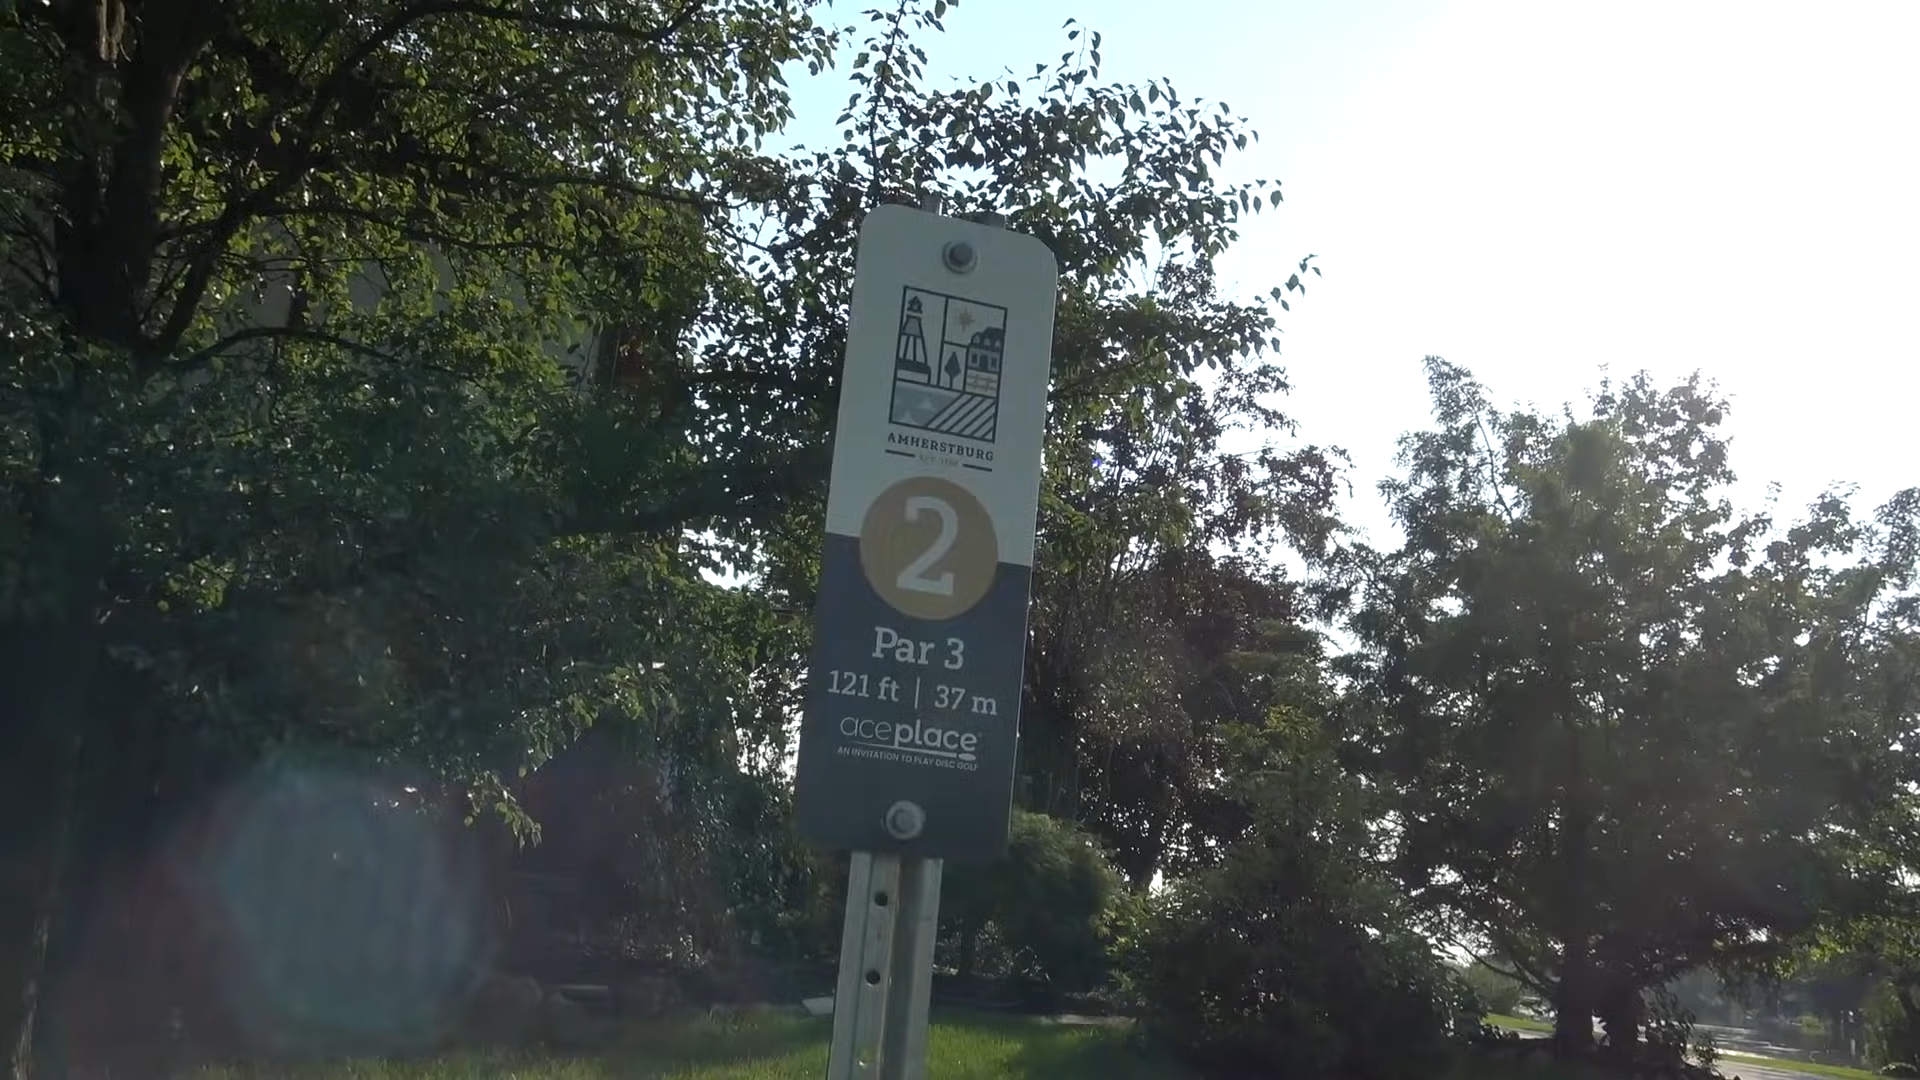 AMHERSTBURG
2
Par 3
121 ft | 37 m
aceplace
AN INVITATION TO PLAY DISC GOLF